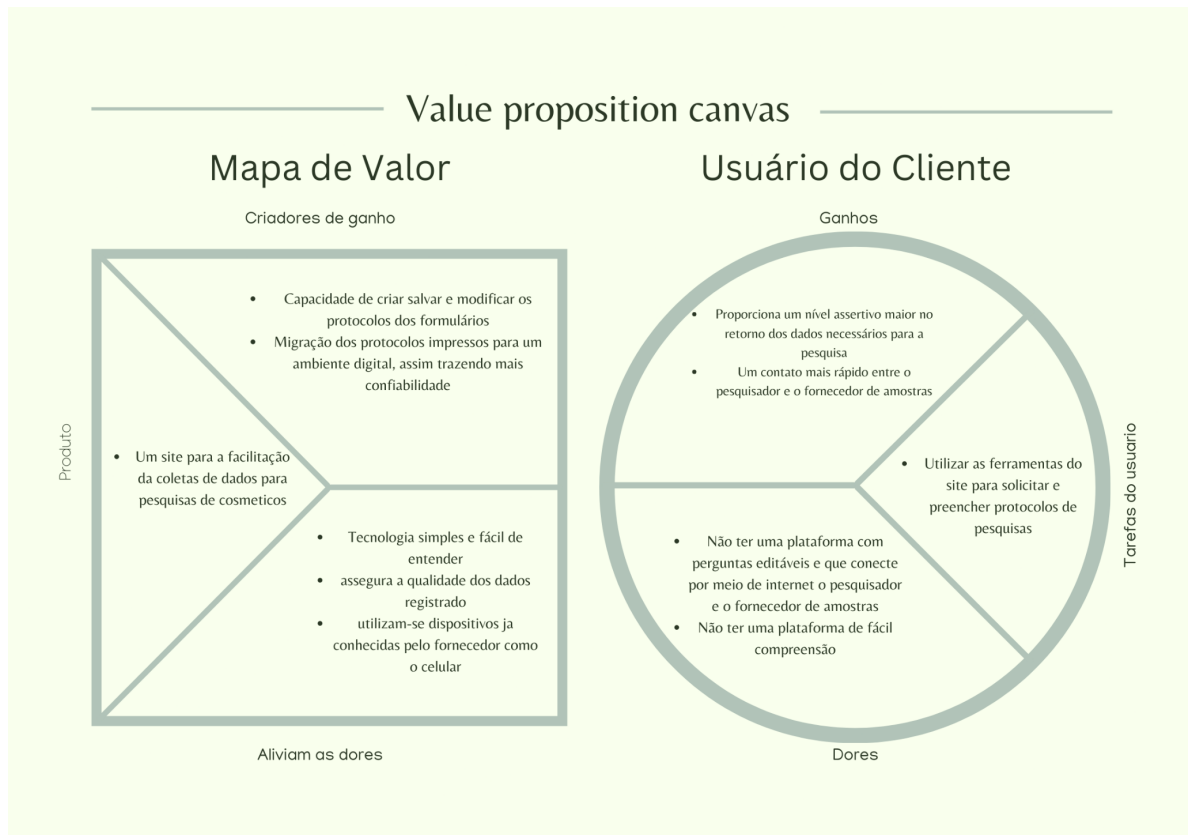 Value proposition canvas
Mapa de Valor
Criadores de ganho
Produto
• Capacidade de criar salvar e modificar os
protocolos dos formulários
• Migração dos protocolos impressos para um
ambiente digital, assim trazendo mais
confiabilidade
• Um site para a facilitação
da coletas de dados para
pesquisas de cosmeticos
• Tecnologia simples e fácil de
entender
• assegura a qualidade dos dados
registrado
• utilizam-se dispositivos ja
conhecidas pelo fornecedor como
o celular
Aliviam as dores
Usuário do Cliente
Ganhos
• Proporciona um nível assertivo maior no
retorno dos dados necessários para a
pesquisa
• Um contato mais rápido entre o
pesquisador e o fornecedor de amostras
• Utilizar as ferramentas do
site para solicitar e
preencher protocolos de
pesquisas
Tarefas do usuario
• Não ter uma plataforma com
perguntas editáveis e que conecte
por meio de internet o pesquisador
e o fornecedor de amostras
• Não ter uma plataforma de fácil
compreensão
Dores